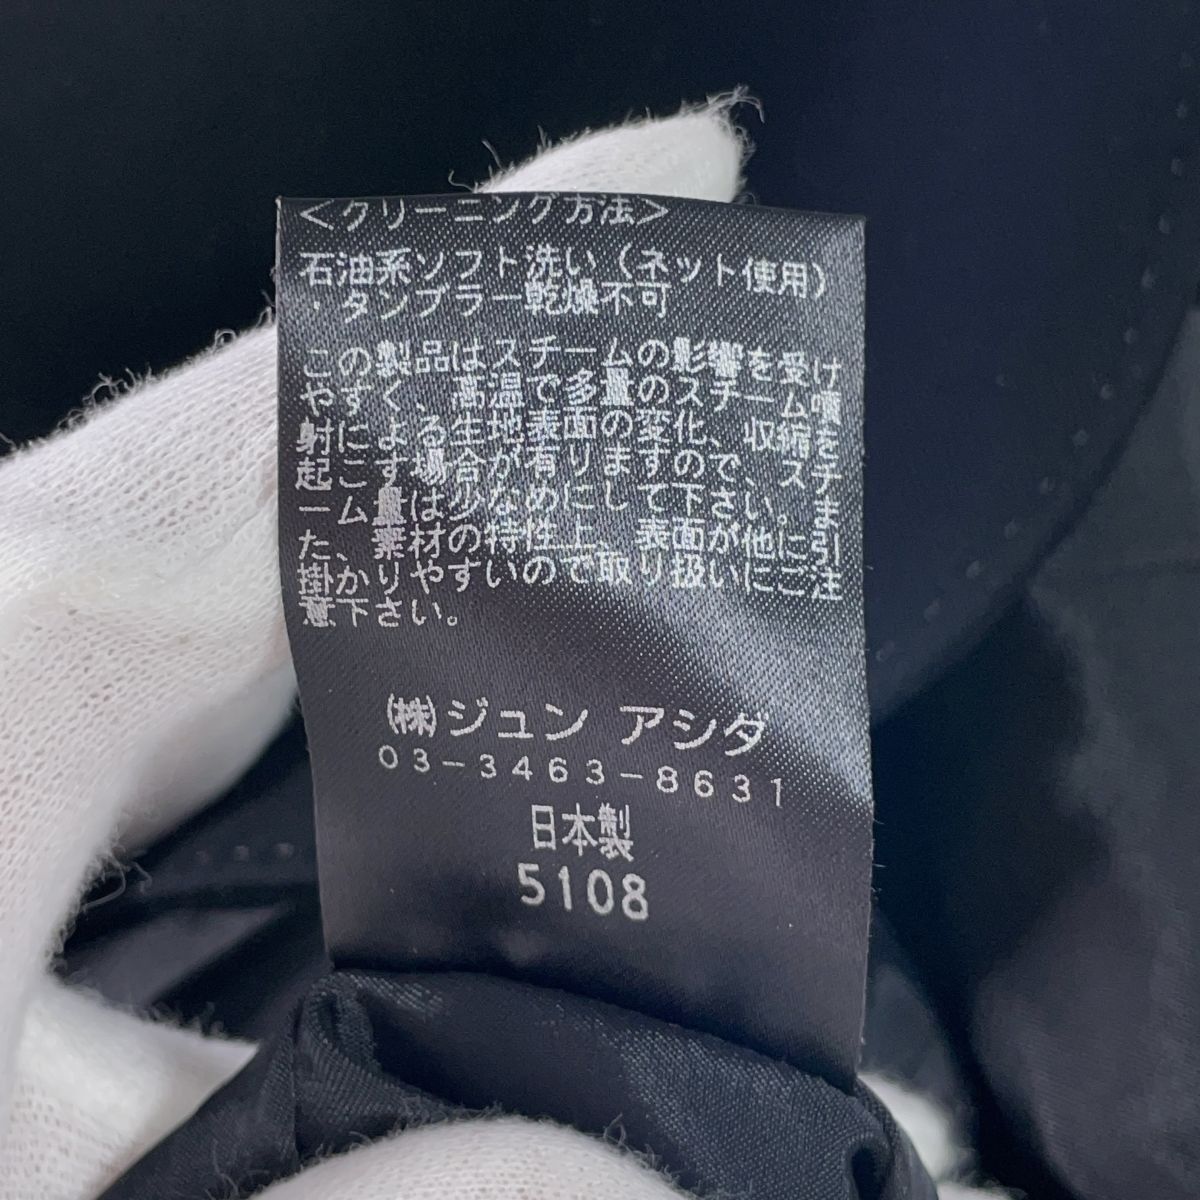 <クリーニング方法>
石油系ソフト洗い(ネット使用)
・タンブラー乾燥不可
この製品はスチームの影響を受け
やすく、高温で多量のスチーム噴
射による生地表面の変化、収縮を
起こす場合が有りますので、スチ
ーム量は少なめにして下さい。ま
た、素材の特性上、表面が他に引
掛かりやすいので取り扱いにご注
意下さい。
(株)ジュン アシダ
03-3463-8631
日本製
5108